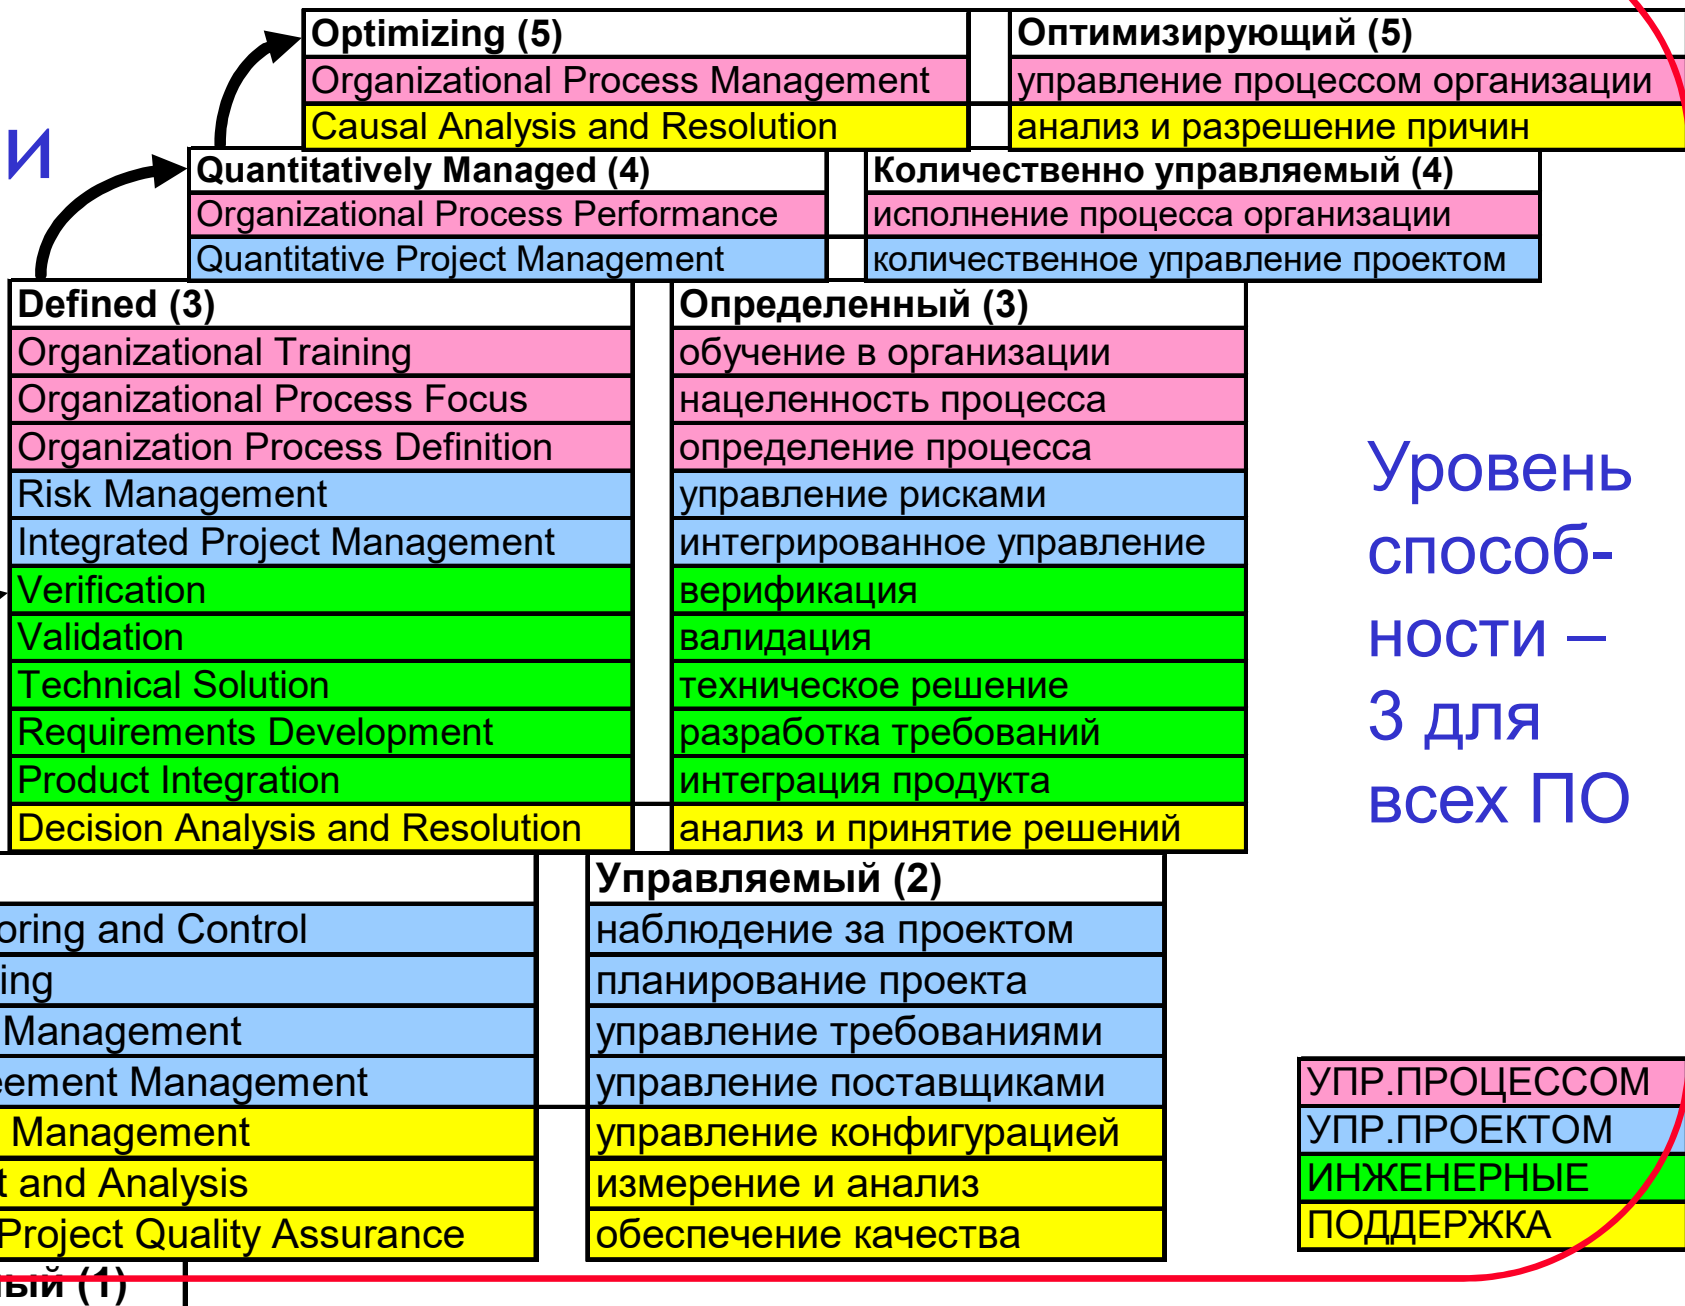 Optimizing (5) Оптимизирующий (5)
Organizational Process Management управление процессом организации
Causal Analysis and Resolution анализ и разрешение причин
и
Quantitatively Managed (4) Количественно управляемый (4)
Organizational Process Performance исполнение процесса организации
Quantitative Project Management количественное управление проектом
Defined (3) Определенный (3)
Organizational Training обучение в организации
Organizational Process Focus нацеленность процесса
Organization Process Definition определение процесса
Risk Management управление рисками
Integrated Project Management интегрированное управление
Verification верификация
Validation валидация
Technical Solution техническое решение
Requirements Development разработка требований
Product Integration интеграция продукта
Decision Analysis and Resolution анализ и принятие решений
Уровень
способ-
ности –
3 для
всех ПО
Управляемый (2)
oring and Control наблюдение за проектом
ing планирование проекта
Management управление требованиями
eement Management управление поставщиками
Management управление конфигурацией
t and Analysis измерение и анализ
Project Quality Assurance обеспечение качества
УПР.ПРОЦЕССОМ
УПР.ПРОЕКТОМ
ИНЖЕНЕРНЫЕ
ПОДДЕРЖКА
ый (1)